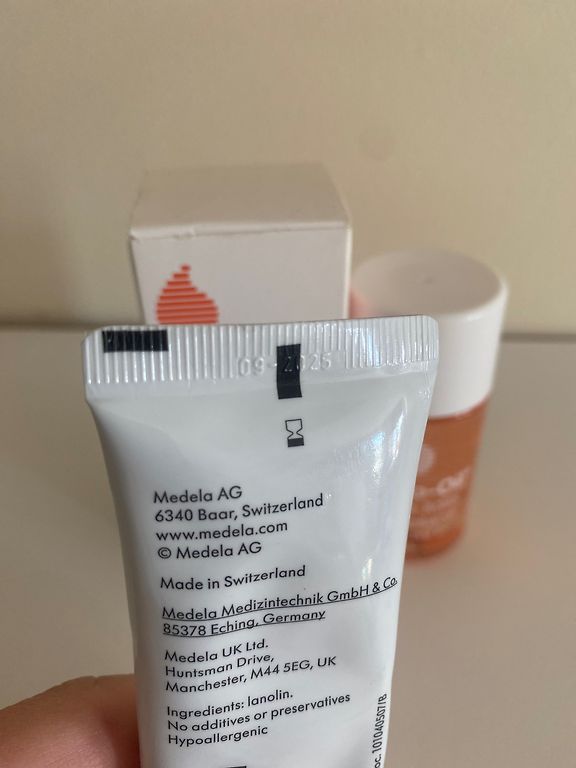 09-2025
Medela AG
6340 Baar, Switzerland
www.medela.com
© Medela AG
Made in Switzerland
Medela Medizintechnik GmbH & Co.
85378 Eching, Germany
Medela UK Ltd.
Huntsman Drive,
Manchester, M44 5EG, UK
Ingredients: lanolin.
No additives or preservatives
Hypoallergenic